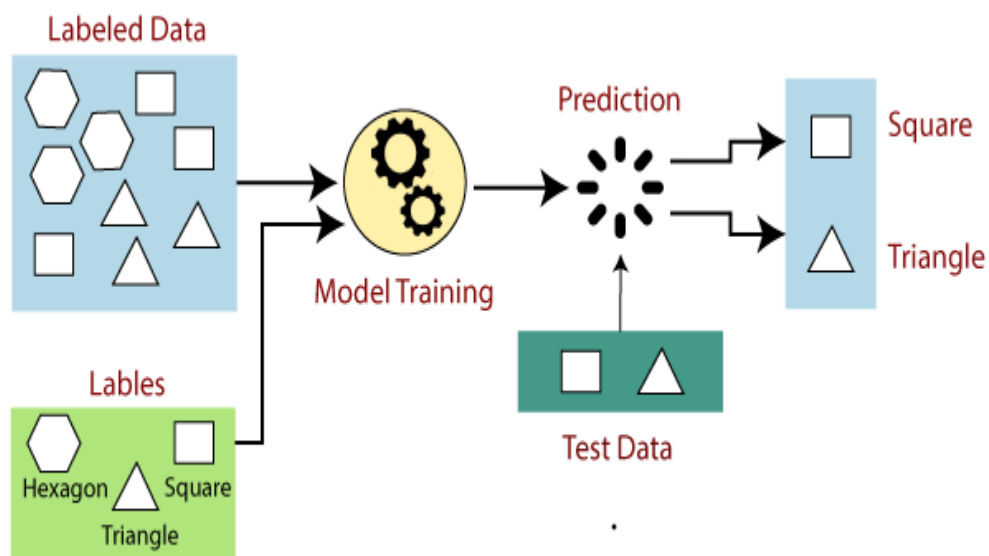 Labeled Data
Prediction
Square
Triangle
Model Training
Lables
Hexagon
Square
Triangle
Test Data